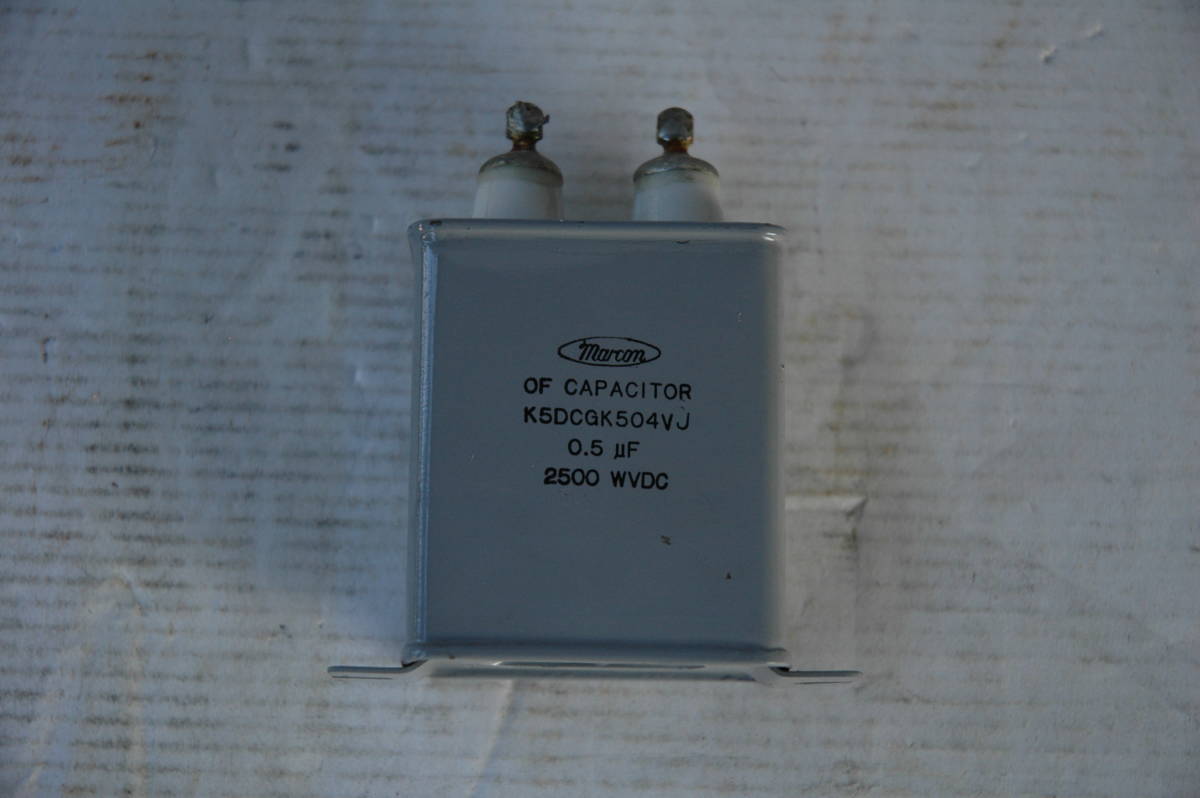 Marcon
OF CAPACITOR
K5DCGK504VJ
0.5 µF
2500 WVDC